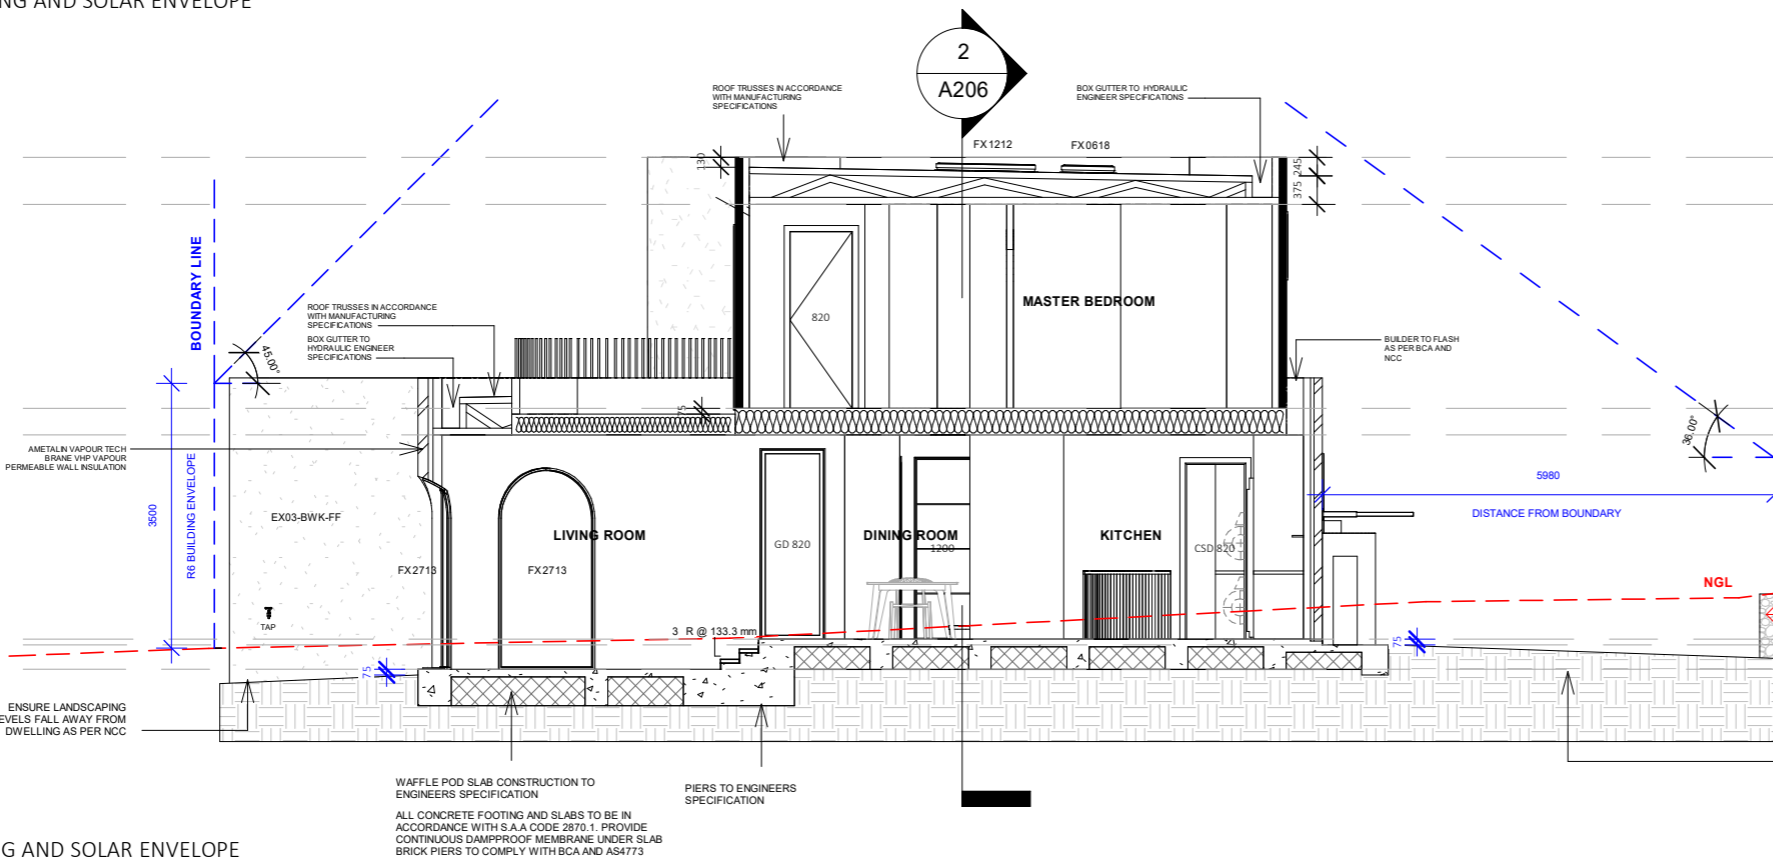 NG AND SOLAR ENVELOPE
2
A206
ROOF TRUSSES IN ACCORDANCE
WITH MANUFACTURING
SPECIFICATIONS
BOX GUTTER TO HYDRAULIC
ENGINEER SPECIFICATIONS
FX1212
FX0618
130
245
375
BOUNDARY LINE
MASTER BEDROOM
820
ROOF TRUSSES IN ACCORDANCE
WITH MANUFACTURING
SPECIFICATIONS
BOX GUTTER TO
HYDRAULIC ENGINEER
SPECIFICATIONS
45.00°
BUILDER TO FLASH
AS PER BCA AND
NCC
75
36.00°
AMETALIN VAPOUR TECH
BRANE VHP VAPOUR
PERMEABLE WALL INSULATION
5980
DISTANCE FROM BOUNDARY
3500
R6 BUILDING ENVELOPE
EX03-BWK-FF
LIVING ROOM
DINING ROOM
KITCHEN
GD 820
1200
CSD 820
FX2713
FX2713
NGL
TAP
3 R @ 133.3 mm
75
75
ENSURE LANDSCAPING
EVELS FALL AWAY FROM
DWELLING AS PER NCC
WAFFLE POD SLAB CONSTRUCTION TO
ENGINEERS SPECIFICATION
PIERS TO ENGINEERS
SPECIFICATION
ALL CONCRETE FOOTING AND SLABS TO BE IN
ACCORDANCE WITH S.A.A CODE 2870.1. PROVIDE
CONTINUOUS DAMPPROOF MEMBRANE UNDER SLAB
BRICK PIERS TO COMPLY WITH BCA AND AS4773
G AND SOLAR ENVELOPE